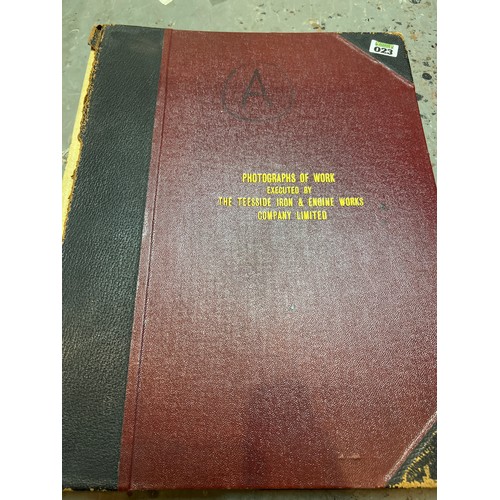 023
A
PHOTOGRAPHS OF WORK
EXECUTED BY
THE TEESSIDE IRON & ENGINE WORKS
COMPANY LIMITED